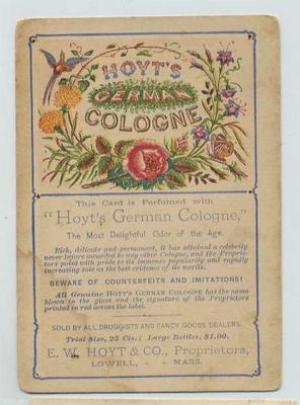 HOYT'S
GERMAN
COLOGNE
This Card is Perfumed with
"Hoyt's German Cologne,"
The Most Delightful Odor of the Age.
Rich, delicate and permanent, it has attained a celebrity
never before awarded to any other Cologne, and the Proprie-
tors point with pride to its immense popularity and rapidly
increasing sale as the best evidence of its merits.
BEWARE OF COUNTERFEITS AND IMITATIONS!
All Genuine HOYT'S GERMAN COLOGNE has the name
blown in the glass and the signature of the Proprietors
printed in red across the label.
SOLD BY ALL DRUGGISTS AND FANCY GOODS DEALERS.
Trial Size, 25 Cts.; Large Bottles, $1.00.
E. W. HOYT & CO., Proprietors,
LOWELL, - - MASS.